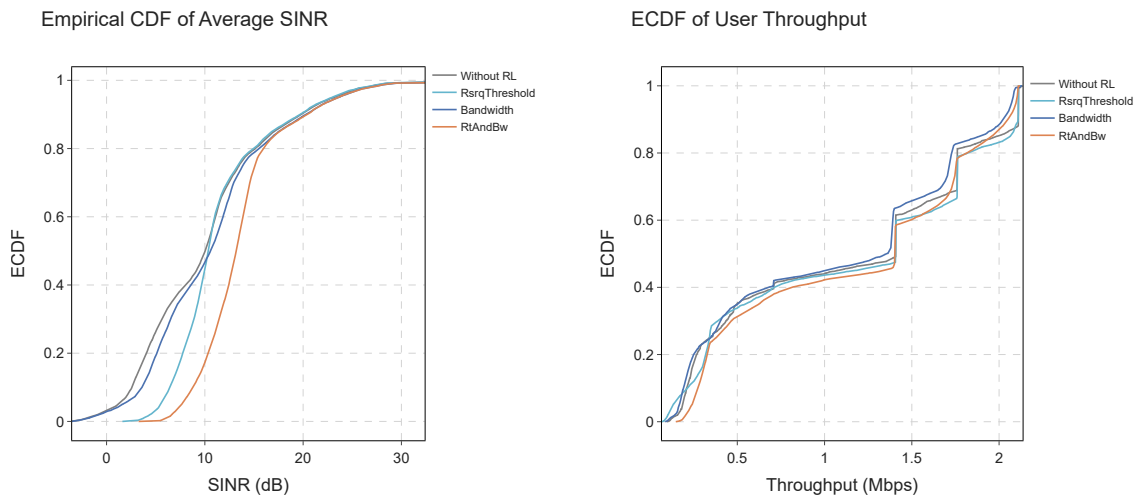 Empirical CDF of Average SINR
1
0.8
0.6
0.4
0.2
0
ECDF
0
10
20
30
SINR (dB)
Without RL
RsrqThreshold
Bandwidth
RtAndBw
ECDF of User Throughput
1
0.8
0.6
0.4
0.2
0
ECDF
0.5
1
1.5
2
Throughput (Mbps)
Without RL
RsrqThreshold
Bandwidth
RtAndBw